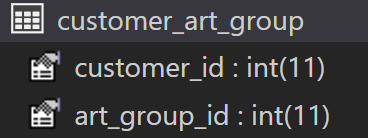 customer_art_group
customer_id : int(11)
art_group_id : int(11)